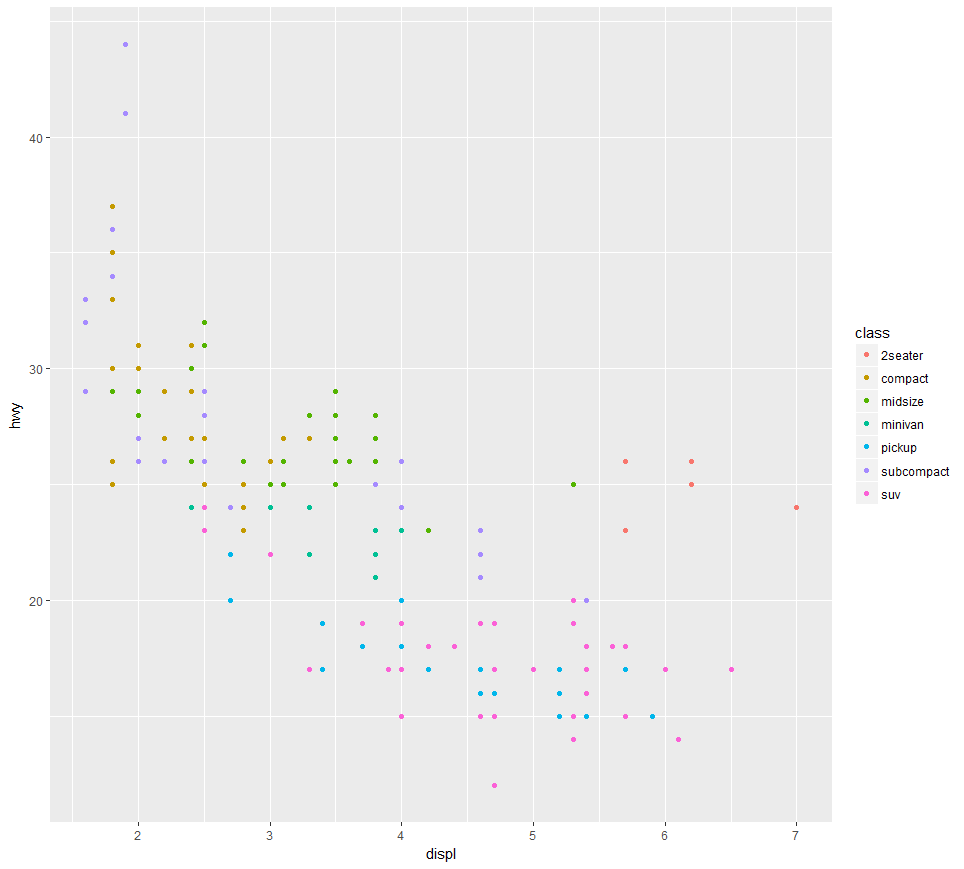 40
30
20
hwy
2 3 4 5 6 7
displ
class
2seater
compact
midsize
minivan
pickup
subcompact
suv